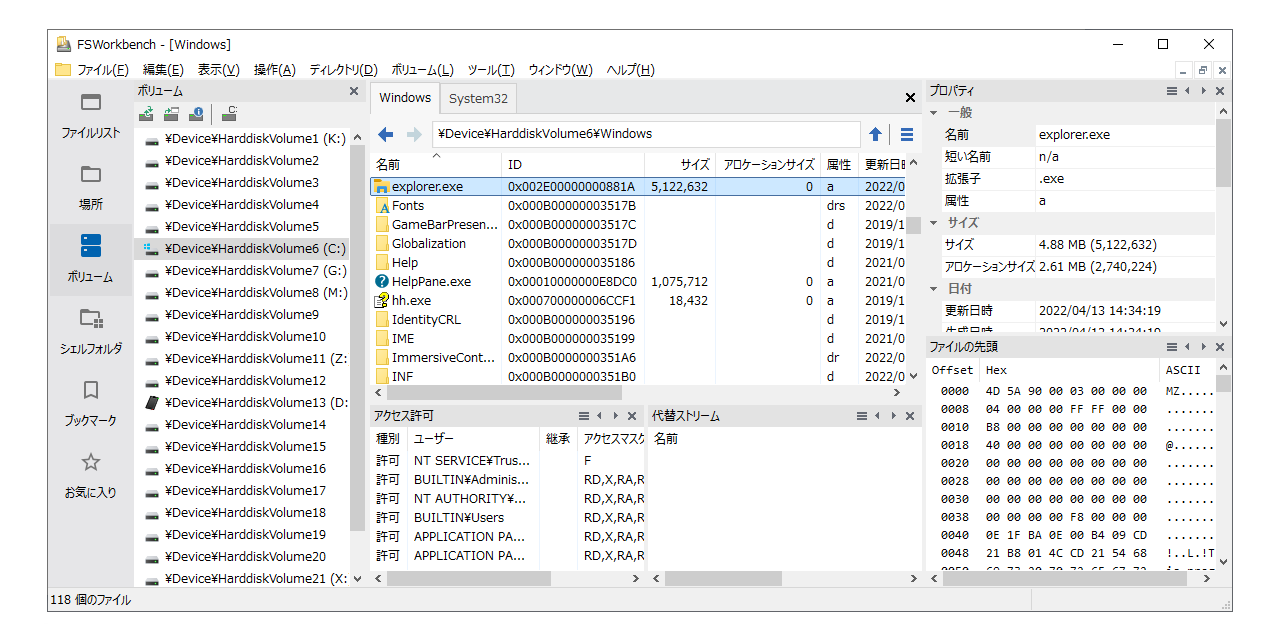 FSWorkbench - [Windows]
ファイル(F) 編集(E) 表示(V) 操作(A) ディレクトリ(D) ボリューム(L) ツール(T) ウィンドウ(W) ヘルプ(H)
ファイルリスト
場所
ボリューム
シェルフォルダ
ブックマーク
お気に入り
ボリューム
¥Device¥HarddiskVolume1 (K:)
¥Device¥HarddiskVolume2
¥Device¥HarddiskVolume3
¥Device¥HarddiskVolume4
¥Device¥HarddiskVolume5
¥Device¥HarddiskVolume6 (C:)
¥Device¥HarddiskVolume7 (G:)
¥Device¥HarddiskVolume8 (M:)
¥Device¥HarddiskVolume9
¥Device¥HarddiskVolume10
¥Device¥HarddiskVolume11 (Z:
¥Device¥HarddiskVolume12
¥Device¥HarddiskVolume13 (D:
¥Device¥HarddiskVolume14
¥Device¥HarddiskVolume15
¥Device¥HarddiskVolume16
¥Device¥HarddiskVolume17
¥Device¥HarddiskVolume18
¥Device¥HarddiskVolume19
¥Device¥HarddiskVolume20
¥Device¥HarddiskVolume21 (X:
Windows System32
¥Device¥HarddiskVolume6¥Windows
名前 ID サイズ アロケーションサイズ 属性 更新日
explorer.exe 0x002E00000000881A 5,122,632 0 a 2022/0
Fonts 0x000B00000003517B drs 2022/0
GameBarPresen... 0x000B00000003517C d 2019/1
Globalization 0x000B00000003517D d 2019/1
Help 0x000B000000035186 d 2021/0
HelpPane.exe 0x00010000000E8DC0 1,075,712 0 a 2021/0
hh.exe 0x000700000006CCF1 18,432 0 a 2019/1
IdentityCRL 0x000B000000035196 d 2019/1
IME 0x000B000000035199 d 2021/0
ImmersiveCont... 0x000B0000000351A6 dr 2022/0
INF 0x000B0000000351B0 d 2022/0
アクセス許可
種別 ユーザー 継承 アクセスマスク
許可 NT SERVICE¥Trus... F
許可 BUILTIN¥Adminis... RD,X,RA,R
許可 NT AUTHORITY¥... RD,X,RA,R
許可 BUILTIN¥Users RD,X,RA,R
許可 APPLICATION PA... RD,X,RA,R
許可 APPLICATION PA... RD,X,RA,R
代替ストリーム
名前
プロパティ
一般
名前 explorer.exe
短い名前 n/a
拡張子 .exe
属性 a
サイズ
サイズ 4.88 MB (5,122,632)
アロケーションサイズ 2.61 MB (2,740,224)
日付
更新日時 2022/04/13 14:34:19
生成日時 2022/04/13 14:34:19
ファイルの先頭
Offset Hex ASCII
0000 4D 5A 90 00 03 00 00 00 MZ.....
0008 04 00 00 00 FF FF 00 00 .......
0010 B8 00 00 00 00 00 00 00 .......
0018 40 00 00 00 00 00 00 00 @......
0020 00 00 00 00 00 00 00 00 .......
0028 00 00 00 00 00 00 00 00 .......
0030 00 00 00 00 00 00 00 00 .......
0038 00 00 00 00 F8 00 00 00 .......
0040 0E 1F BA 0E 00 B4 09 CD .......
0048 21 B8 01 4C CD 21 54 68 !..L.!T
118 個のファイル